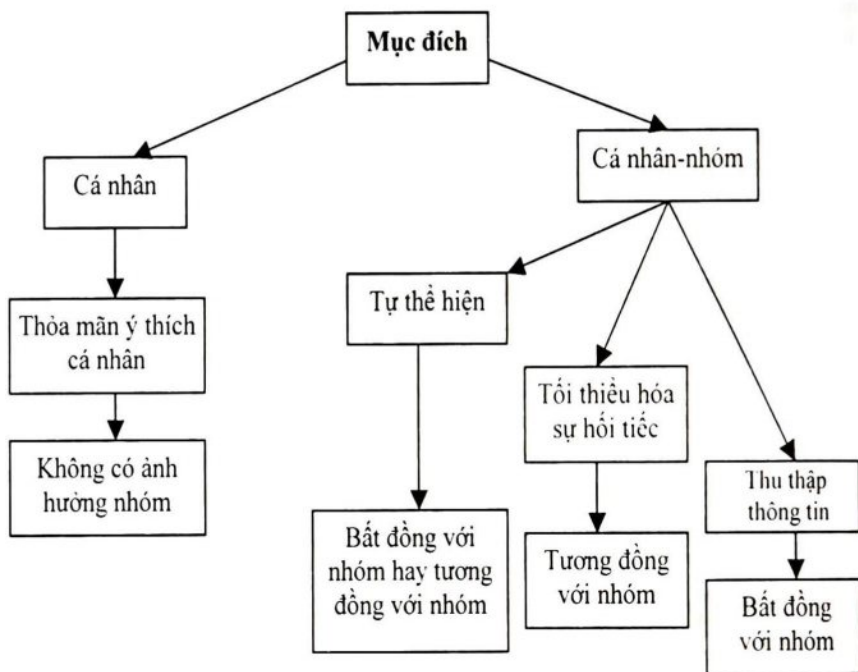 Mục đích
Cá nhân
Cá nhân-nhóm
Thỏa mãn ý thích
cá nhân
Không có ảnh
hưởng nhóm
Tự thể hiện
Bất đồng với
nhóm hay tương
đồng với nhóm
Tối thiểu hóa
sự hối tiếc
Tương đồng
với nhóm
Thu thập
thông tin
Bất đồng
với nhóm